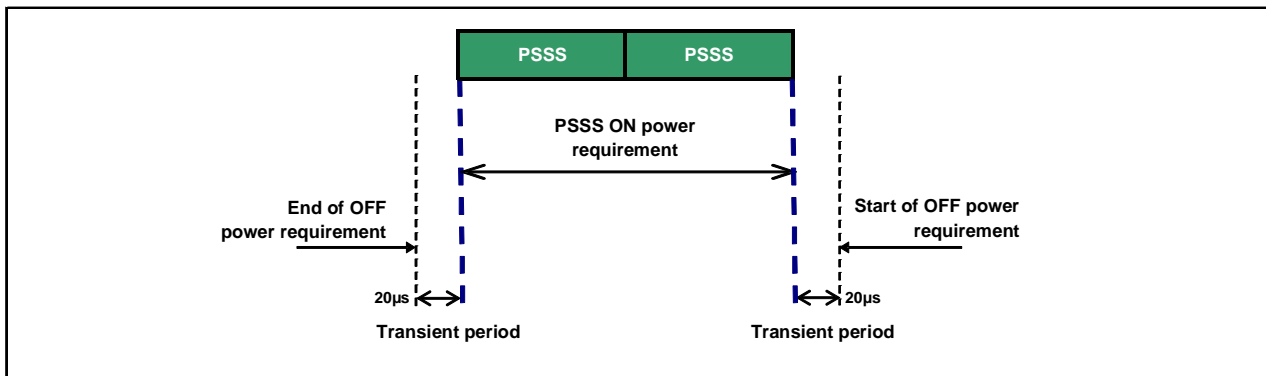 PSSS PSSS
PSSS ON power
requirement
End of OFF
power requirement
Start of OFF power
requirement
20µs 20µs
Transient period Transient period